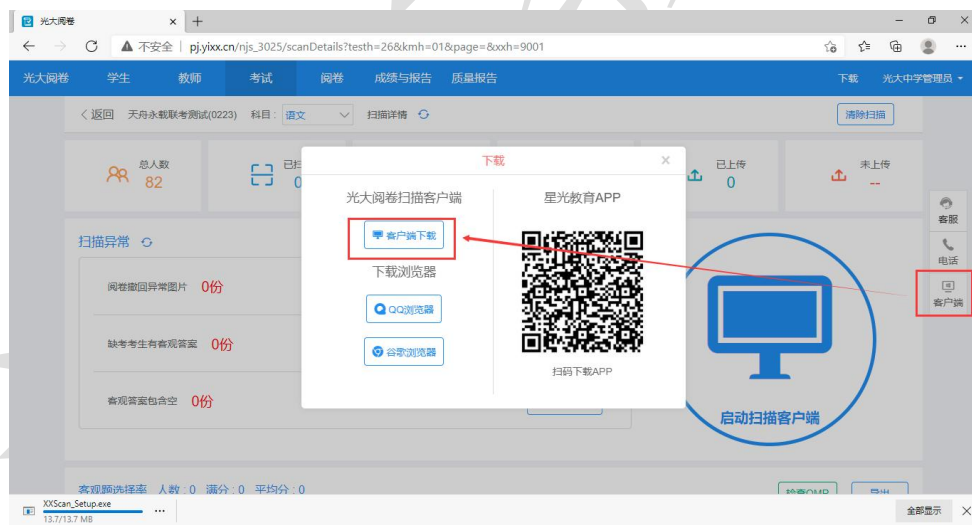 光大阅卷
不安全 | pj.yixx.cn/njs_3025/scanDetails?testh=26&kmh=01&page=&xxh=9001
光大阅卷 学生 教师 考试 阅卷 成绩与报告 质量报告 下载 光大中学管理员
返回 天舟永载联考测试(0223) 科目: 语文 扫描详情 清除扫描
总人数
82
已扫
0
已上传
0
未上传
--
下载
光大阅卷扫描客户端
客户端下载
下载浏览器
QQ浏览器
谷歌浏览器
星光教育APP
扫码下载APP
扫描异常
阅卷撤回异常图片 0份
缺考考生有客观答案 0份
客观答案包含空 0份
启动扫描客户端
客服
电话
客户端
客观题选择率 人数:0 满分:0 平均分:0
检查OMR
导出
XXScan_Setup.exe
13.7/13.7 MB
全部显示